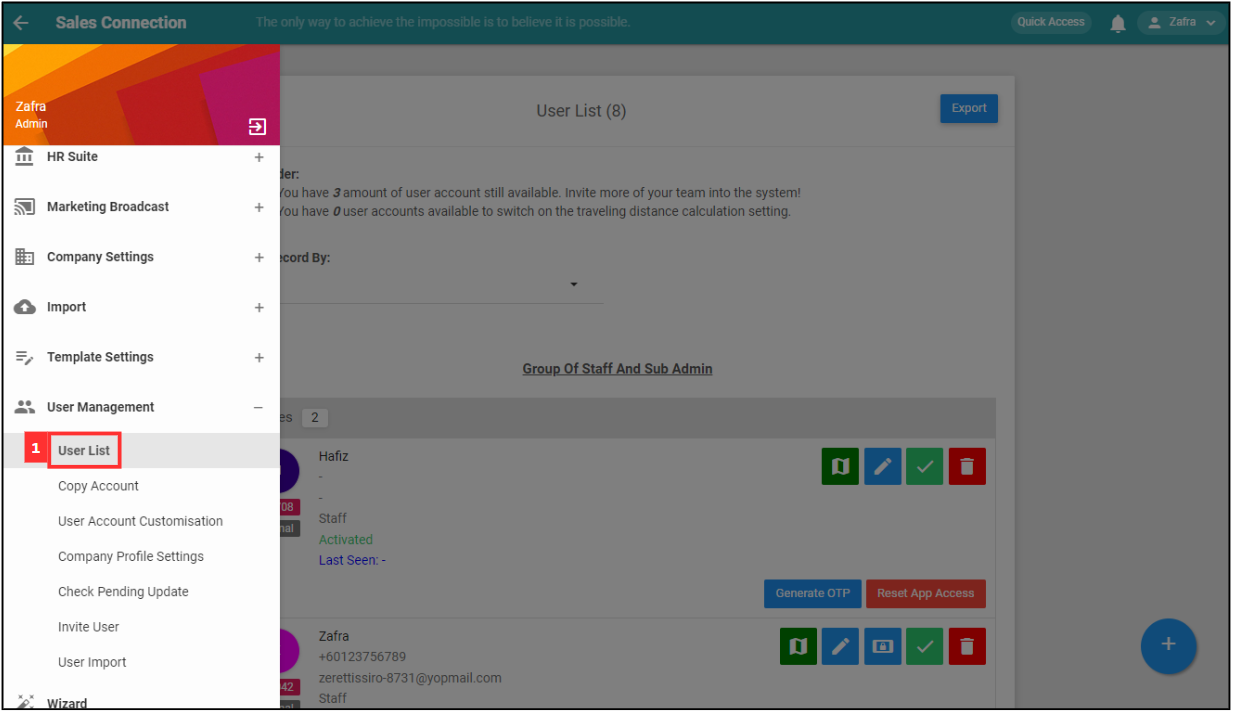 Sales Connection
The only way to achieve the impossible is to believe it is possible.
Quick Access
Zafra
Zafra
Admin
HR Suite
Marketing Broadcast
Company Settings
Import
Template Settings
User Management
1
User List
Copy Account
User Account Customisation
Company Profile Settings
Check Pending Update
Invite User
User Import
Wizard
User List (8)
Export
der:
You have 3 amount of user account still available. Invite more of your team into the system!
You have 0 user accounts available to switch on the traveling distance calculation setting.
ecord By:
Group Of Staff And Sub Admin
es 2
Hafiz
-
-
08
nal
Staff
Activated
Last Seen: -
Generate OTP
Reset App Access
Zafra
+60123756789
zerettissiro-8731@yopmail.com
42
Staff
nal